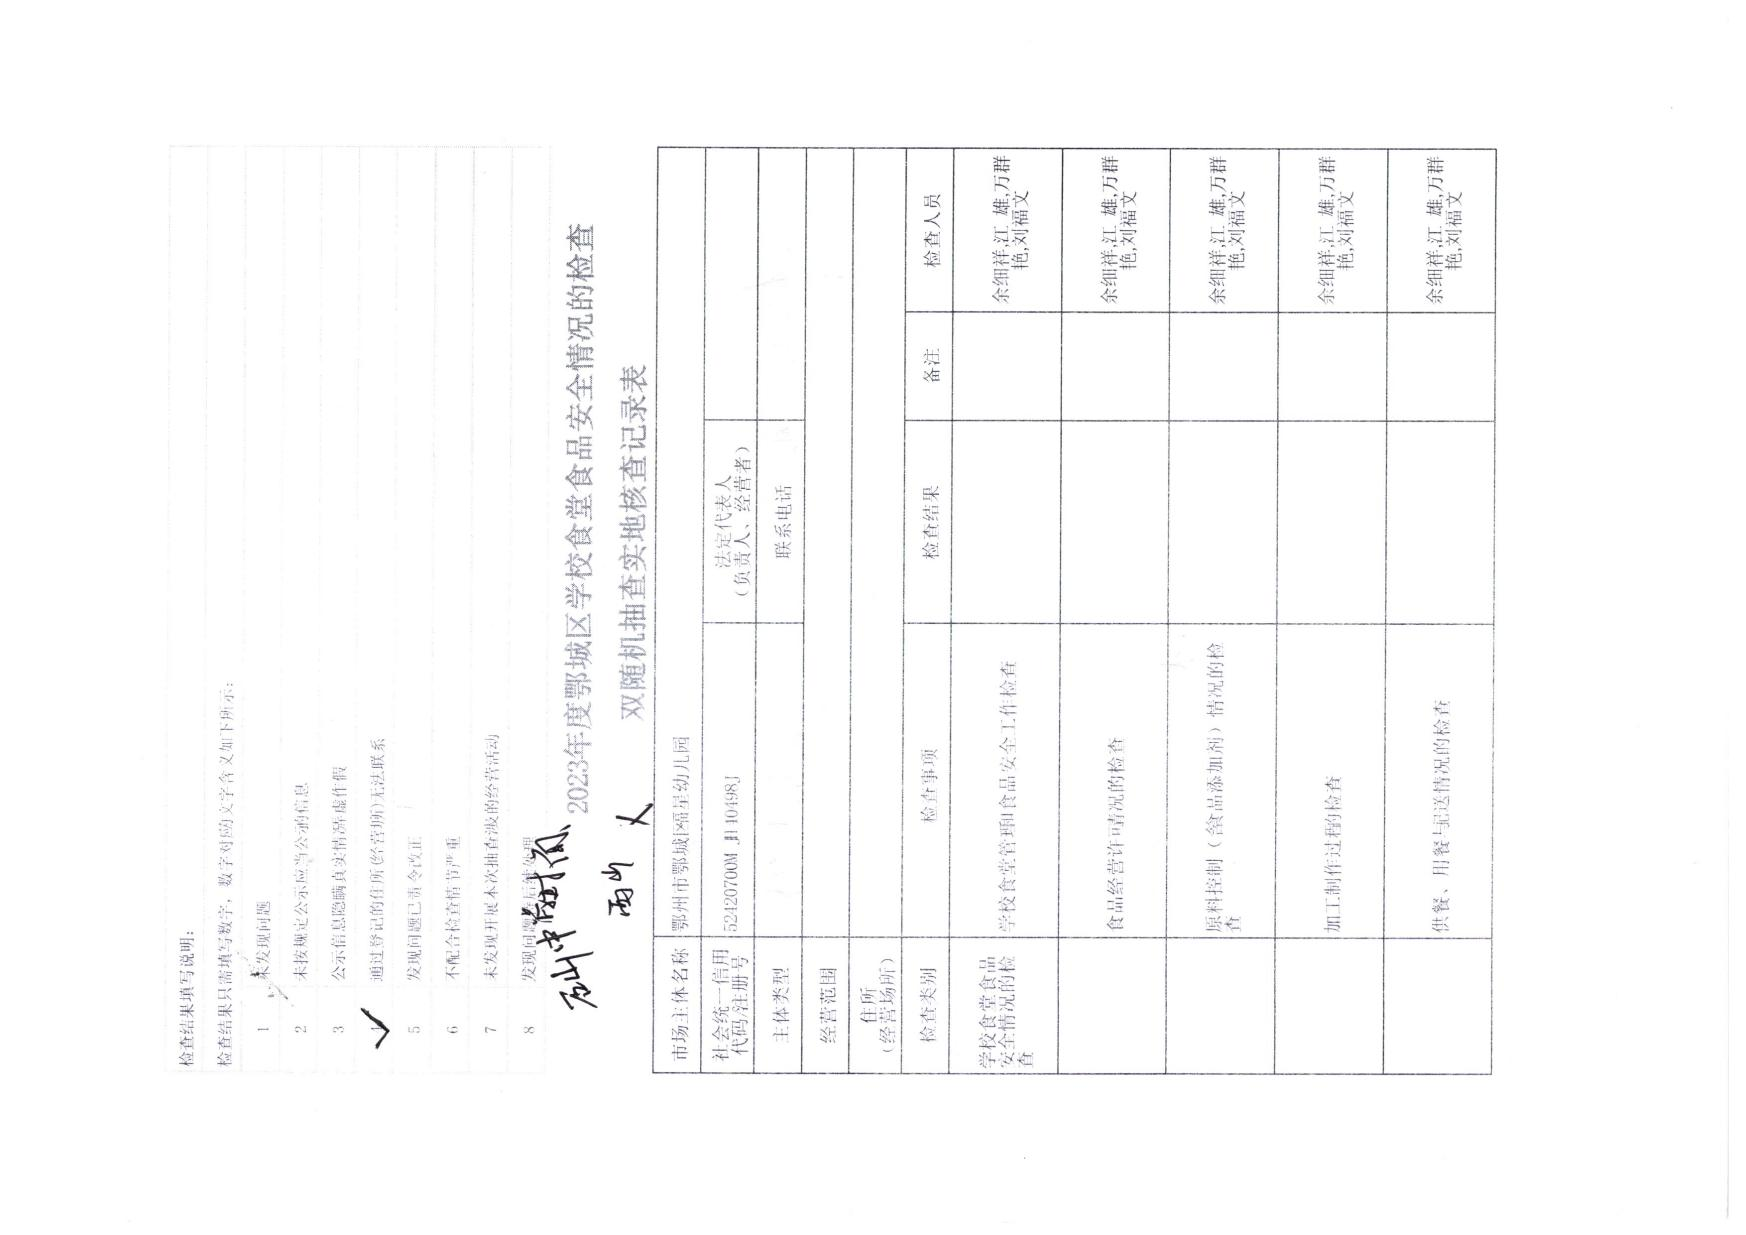 检查结果填写说明:
检查结果只需填写数字，数字对应的文字含义如下所示:
1 未发现问题
2 未按规定公示应当公示的信息
3 公示信息隐瞒真实情况弄虚作假
4 通过登记的住所(经营场所)无法联系
5 发现问题已责令改正
6 不配合检查情节严重
7 未发现开展本次抽查涉及的经营活动
8 发现问题待后续处理
2023年度鄂城区学校食堂食品安全情况的检查
西山
双随机抽查实地核查记录表
市场主体名称 鄂州市鄂城区福星幼儿园
社会统一信用
代码/注册号
法定代表人
（负责人、经营者）
主体类型 联系电话
经营范围
住所
（经营场所）
检查类别 检查事项 检查结果 备注 检查人员
学校食堂食品
安全情况的检
查
学校食堂管理和食品安全工作检查
余细祥,江 雄,万群
艳,刘福文
食品经营许可情况的检查
余细祥,江 雄,万群
艳,刘福文
原料控制（含食品添加剂）情况的检
查
余细祥,江 雄,万群
艳,刘福文
加工制作过程的检查
余细祥,江 雄,万群
艳,刘福文
供餐、用餐与配送情况的检查
余细祥,江 雄,万群
艳,刘福文